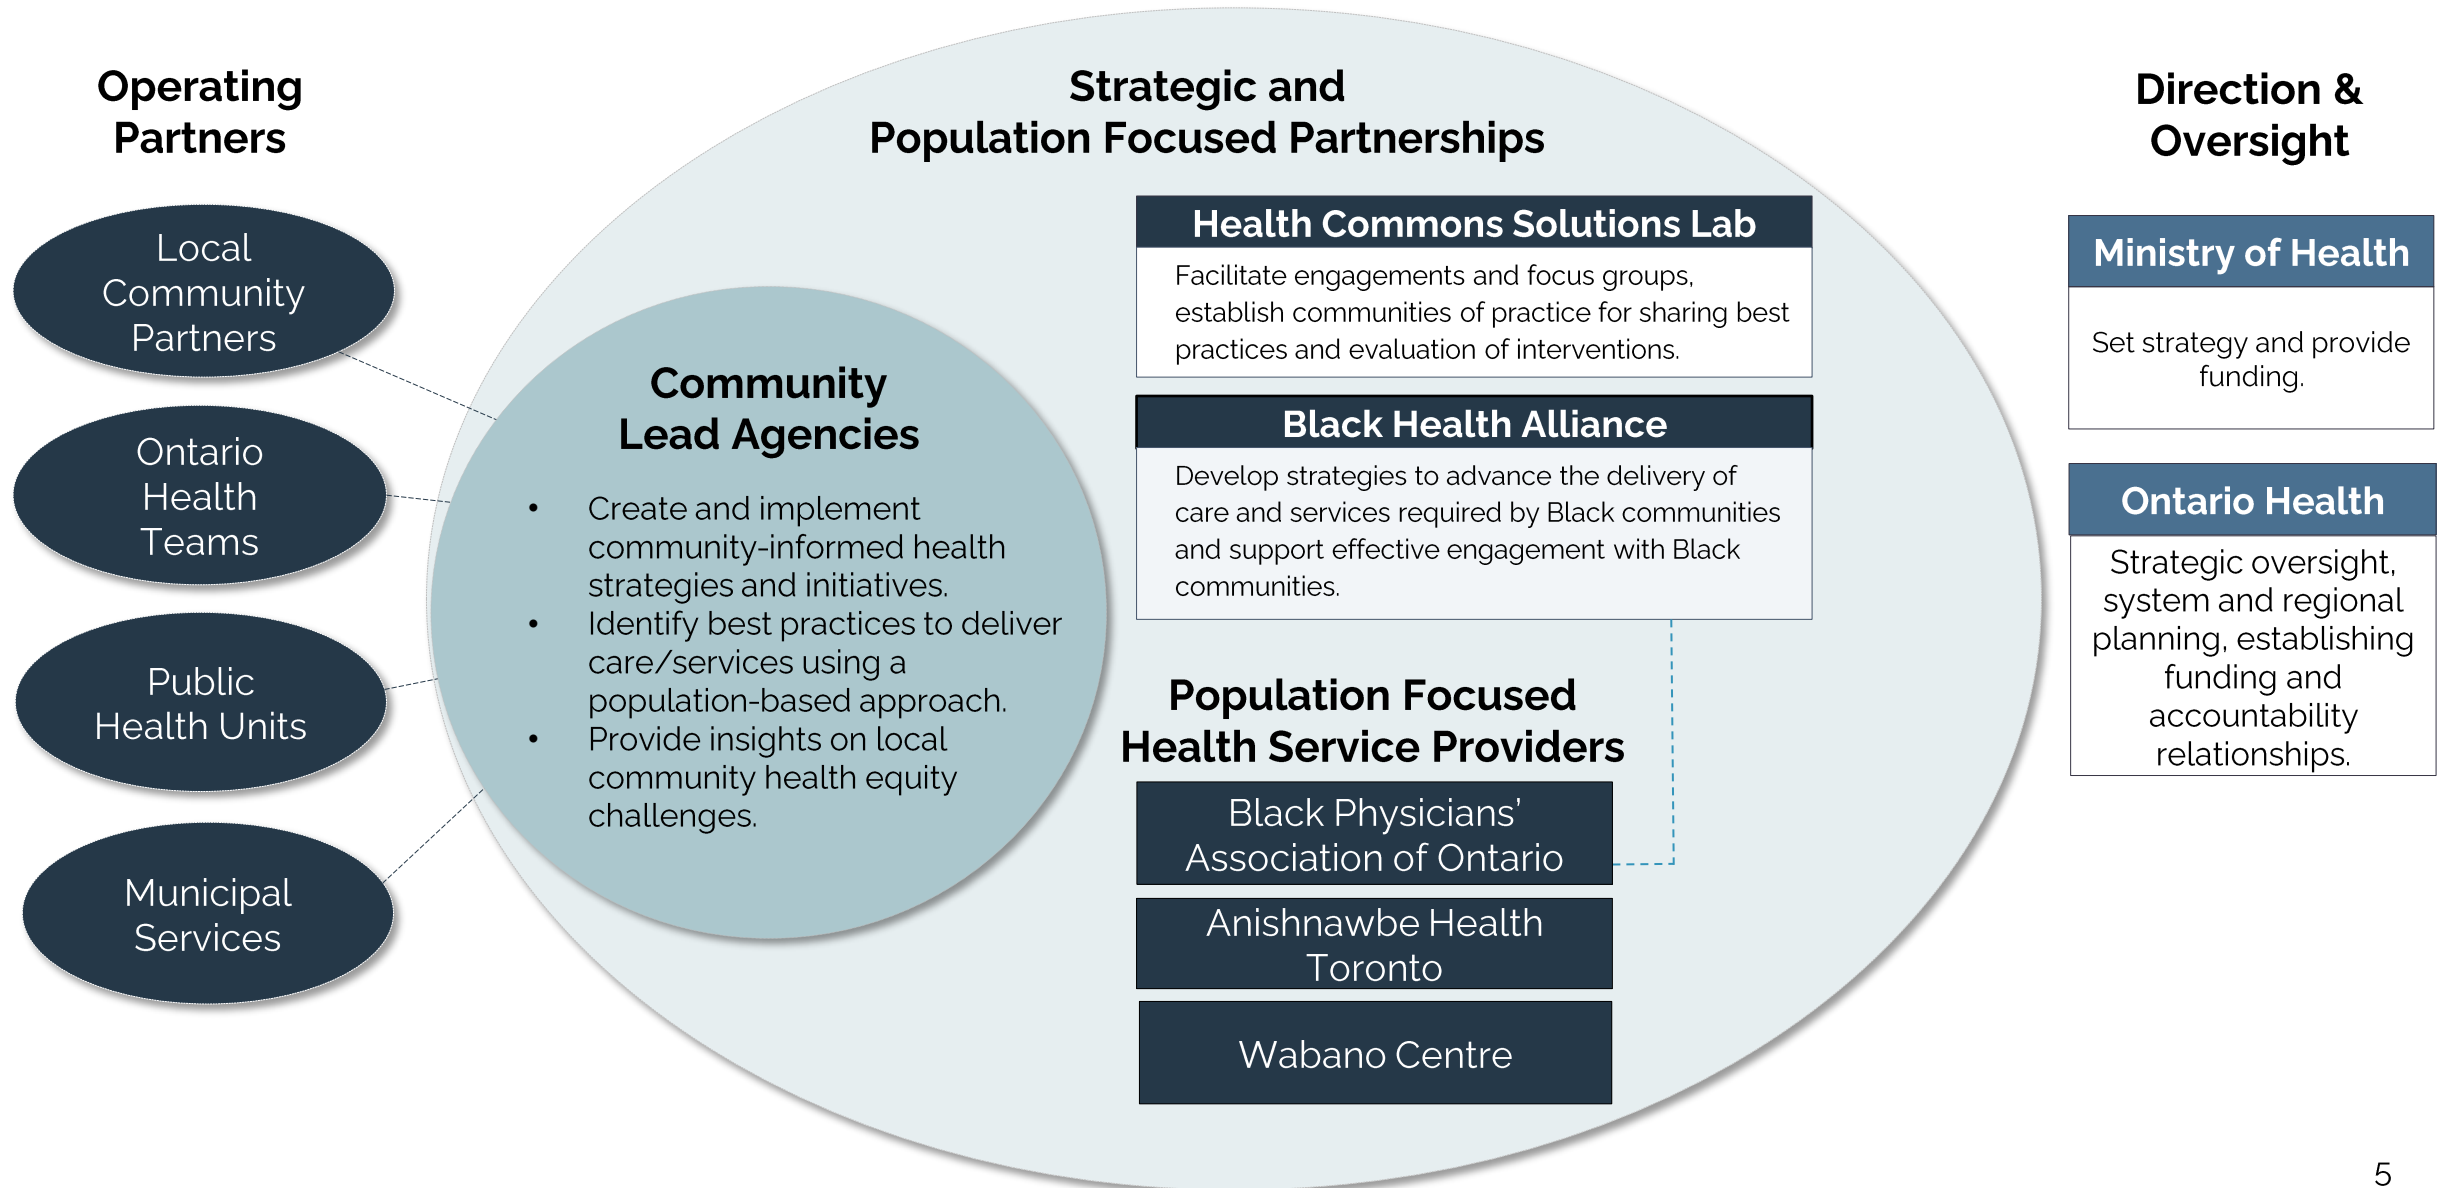 Operating
Partners
Local
Community
Partners
Ontario
Health
Teams
Public
Health Units
Municipal
Services
Strategic and
Population Focused Partnerships
Community
Lead Agencies
• Create and implement
community-informed health
strategies and initiatives.
• Identify best practices to deliver
care/services using a
population-based approach.
• Provide insights on local
community health equity
challenges.
Health Commons Solutions Lab
Facilitate engagements and focus groups,
establish communities of practice for sharing best
practices and evaluation of interventions.
Black Health Alliance
Develop strategies to advance the delivery of
care and services required by Black communities
and support effective engagement with Black
communities.
Population Focused
Health Service Providers
Black Physicians’
Association of Ontario
Anishnawbe Health
Toronto
Wabano Centre
Direction &
Oversight
Ministry of Health
Set strategy and provide
funding.
Ontario Health
Strategic oversight,
system and regional
planning, establishing
funding and
accountability
relationships.
5